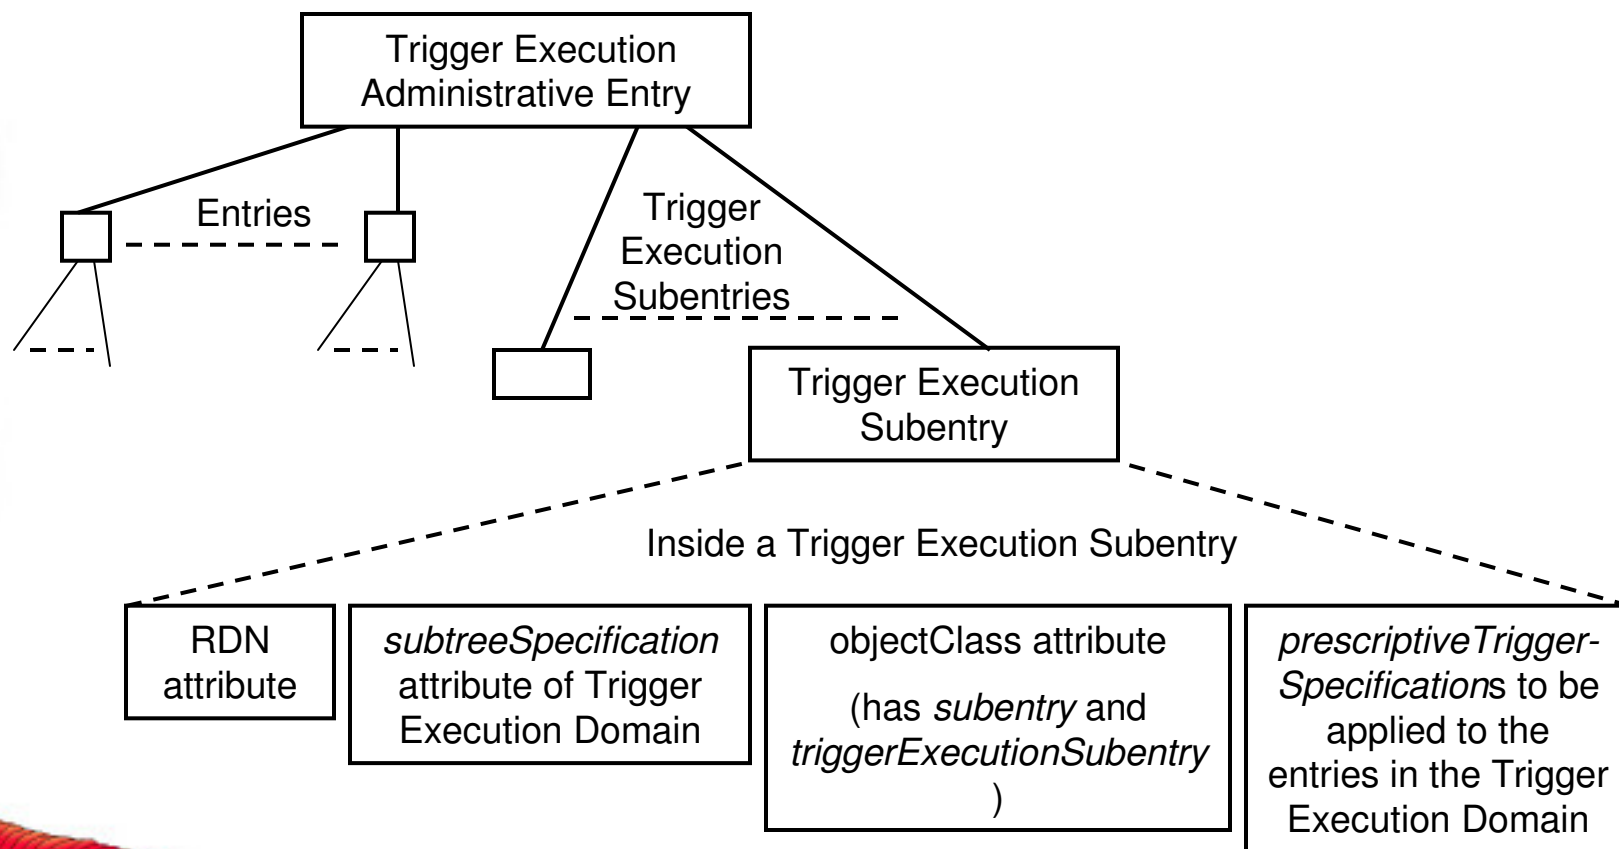 Trigger Execution
Administrative Entry
Entries
Trigger
Execution
Subentries
Trigger Execution
Subentry
Inside a Trigger Execution Subentry
RDN
attribute
subtreeSpecification
attribute of Trigger
Execution Domain
objectClass attribute
(has subentry and
triggerExecutionSubentry
)
prescriptiveTrigger-
Specifications to be
applied to the
entries in the Trigger
Execution Domain